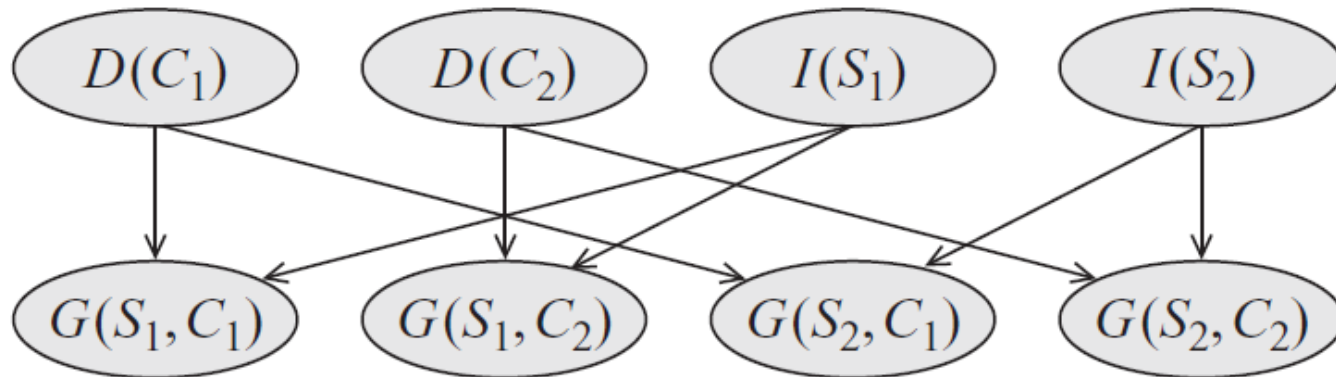 D(C₁) D(C₂) I(S₁) I(S₂)
G(S₁, C₁) G(S₁, C₂) G(S₂, C₁) G(S₂, C₂)